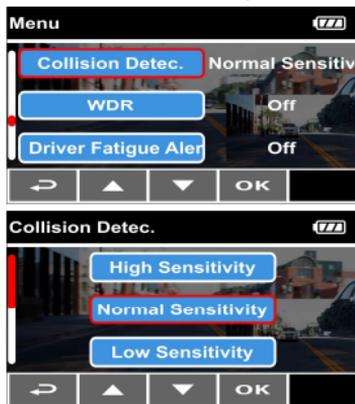 Menu
Collision Detec. Normal Sensitiv
WDR Off
Driver Fatigue Aler Off
OK
Collision Detec.
High Sensitivity
Normal Sensitivity
Low Sensitivity
OK